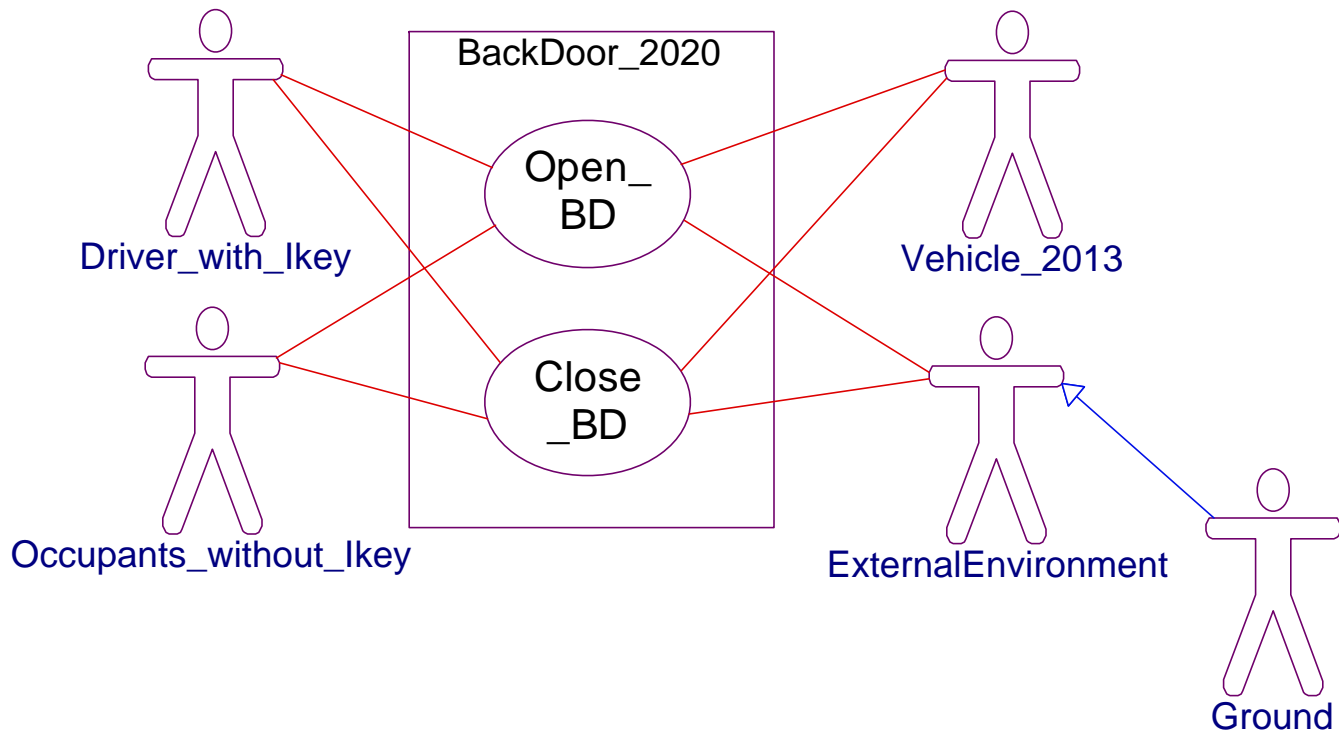 BackDoor_2020
Open_
BD
Driver_with_Ikey
Vehicle_2013
Close
_BD
Occupants_without_Ikey
ExternalEnvironment
Ground